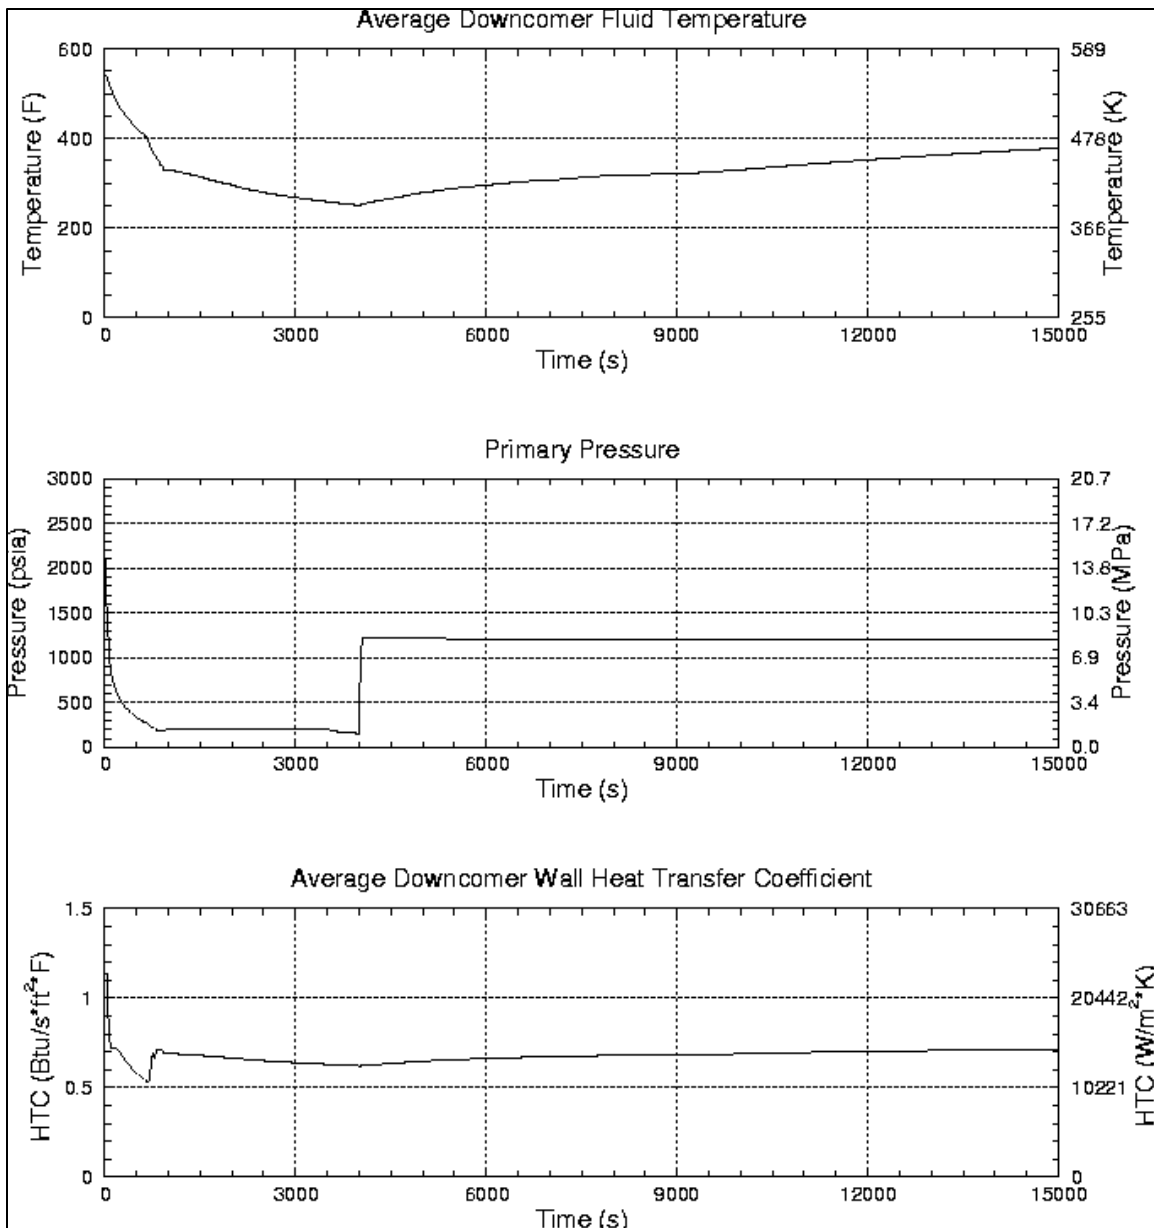 Average Downcomer Fluid Temperature
600 589
400 478
200 366
0 255
Temperature (F)
Temperature (K)
0 3000 6000 9000 12000 15000
Time (s)
Primary Pressure
3000 20.7
2500 17.2
2000 13.8
1500 10.3
1000 6.9
500 3.4
0 0.0
Pressure (psia)
Pressure (MPa)
0 3000 6000 9000 12000 15000
Time (s)
Average Downcomer Wall Heat Transfer Coefficient
1.5 30663
1 20442
0.5 10221
0 0
HTC (Btu/s*ft²*F)
HTC (W/m²*K)
0 3000 6000 9000 12000 15000
Time (s)